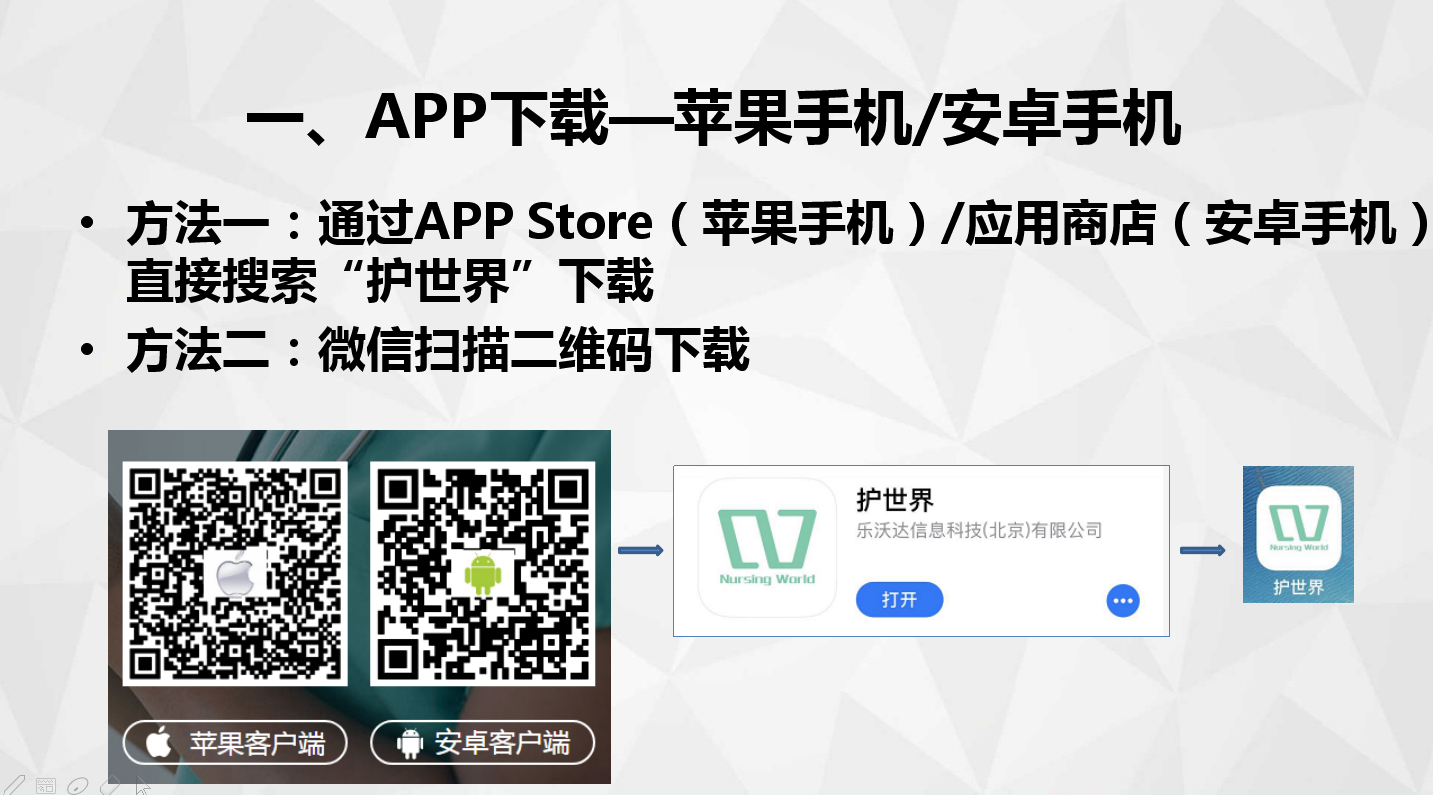 一、APP下载—苹果手机/安卓手机
• 方法一：通过APP Store（苹果手机）/应用商店（安卓手机）
直接搜索“护世界”下载
• 方法二：微信扫描二维码下载
苹果客户端
安卓客户端
Nursing World
护世界
乐沃达信息科技(北京)有限公司
打开
Nursing World
护世界